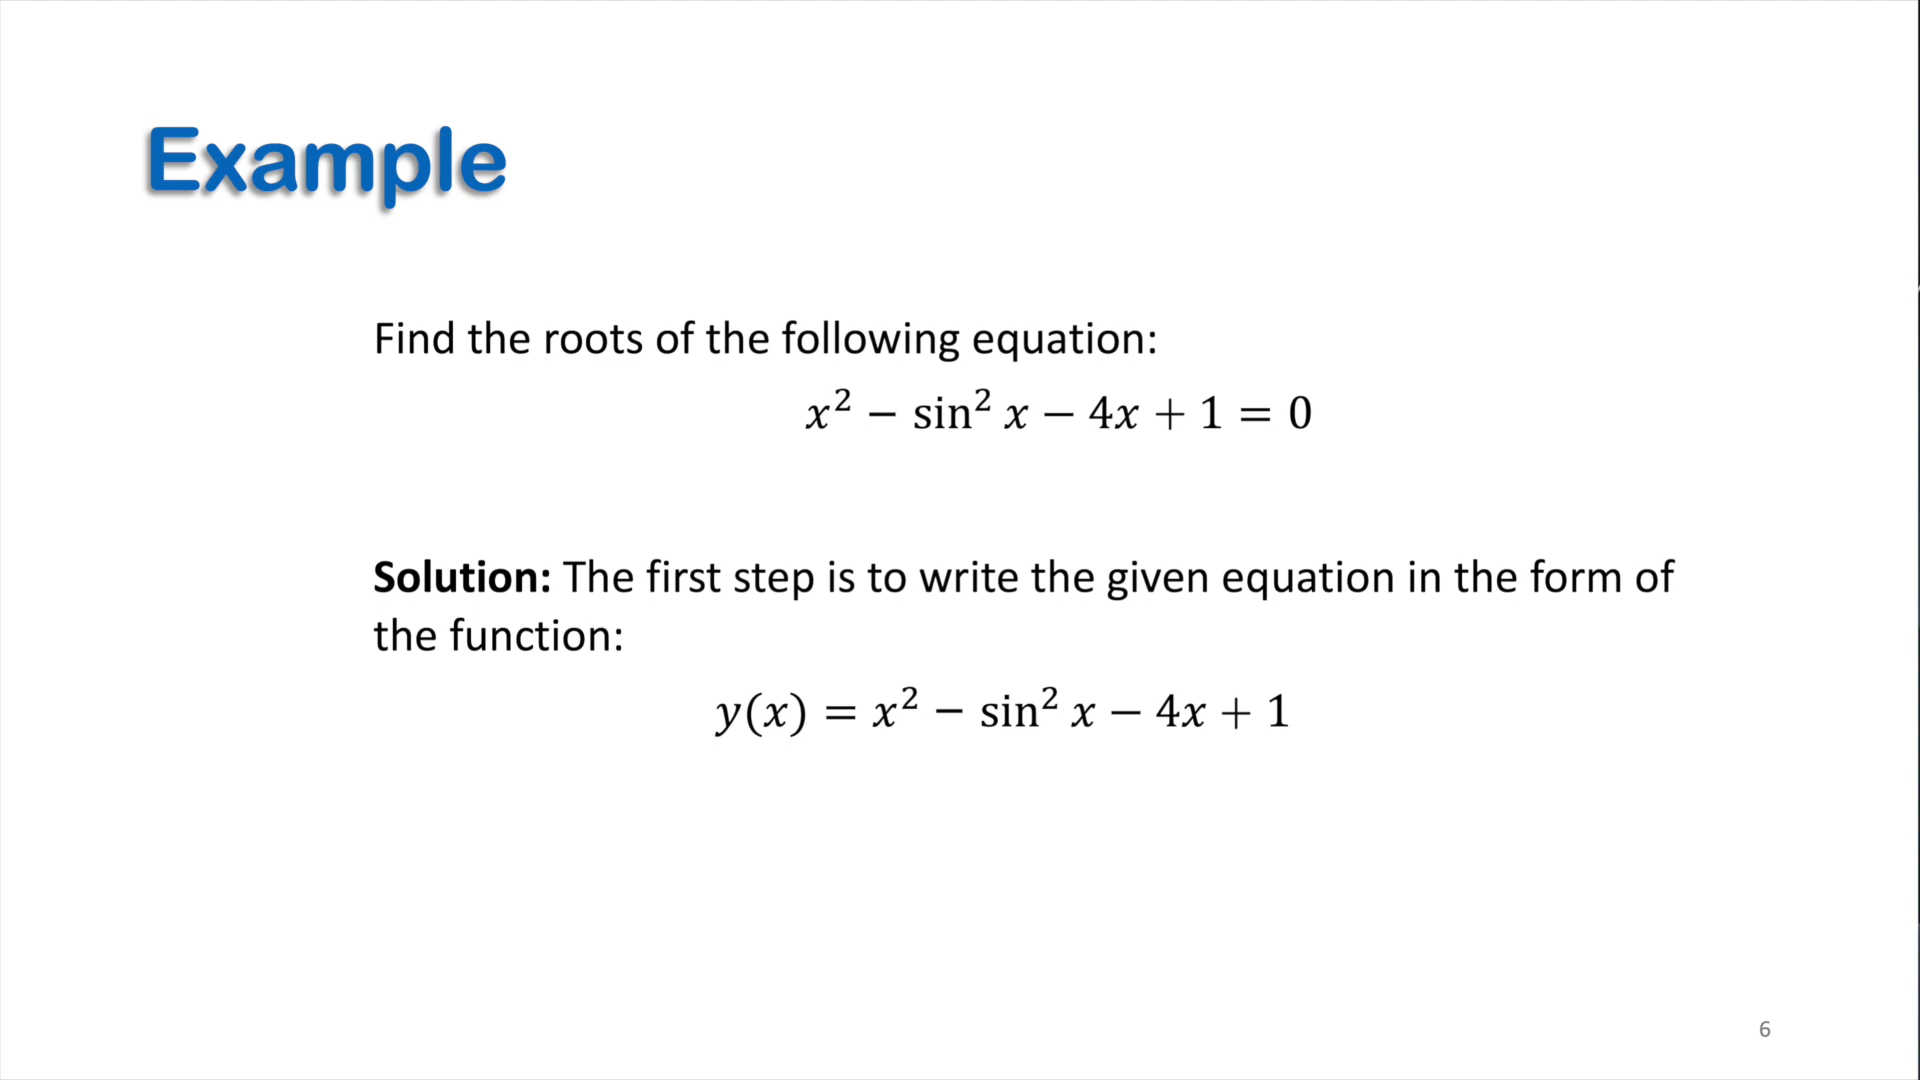 Example
Find the roots of the following equation:
x² − sin² x − 4x + 1 = 0
Solution: The first step is to write the given equation in the form of
the function:
y(x) = x² − sin² x − 4x + 1
6